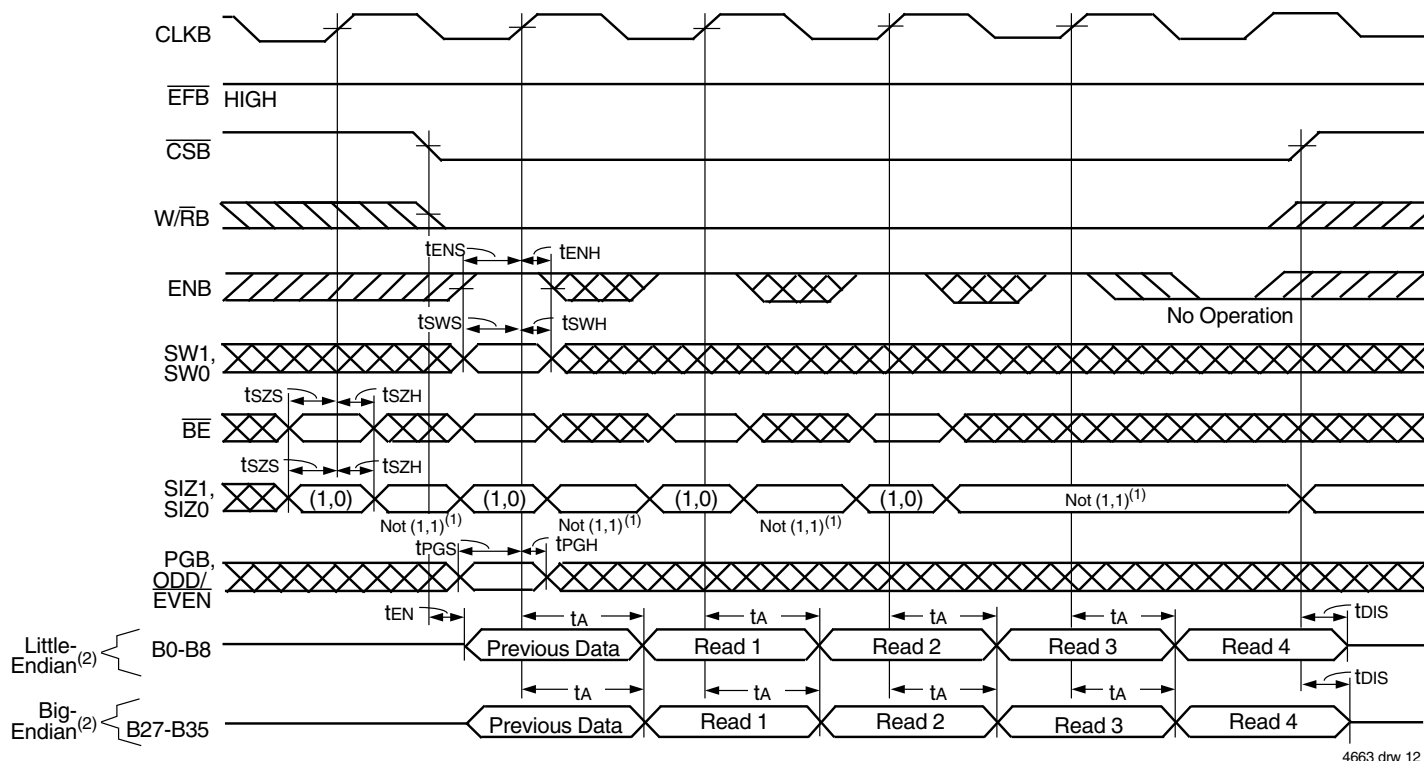 CLKB
EFB HIGH
CSB
W/RB
tENS tENH
ENB
No Operation
tSWS tSWH
SW1,
SW0
tSZS tSZH
BE
tSZS tSZH
SIZ1,
SIZ0
(1,0) (1,0) (1,0) (1,0) Not (1,1)(1)
Not (1,1)(1) Not (1,1)(1) Not (1,1)(1)
tPGS tPGH
PGB,
ODD/
EVEN
tEN tA tA tA tA tDIS
Little-
Endian(2) B0-B8 Previous Data Read 1 Read 2 Read 3 Read 4
tA tA tA tA tDIS
Big-
Endian(2) B27-B35 Previous Data Read 1 Read 2 Read 3 Read 4
4663 drw 12